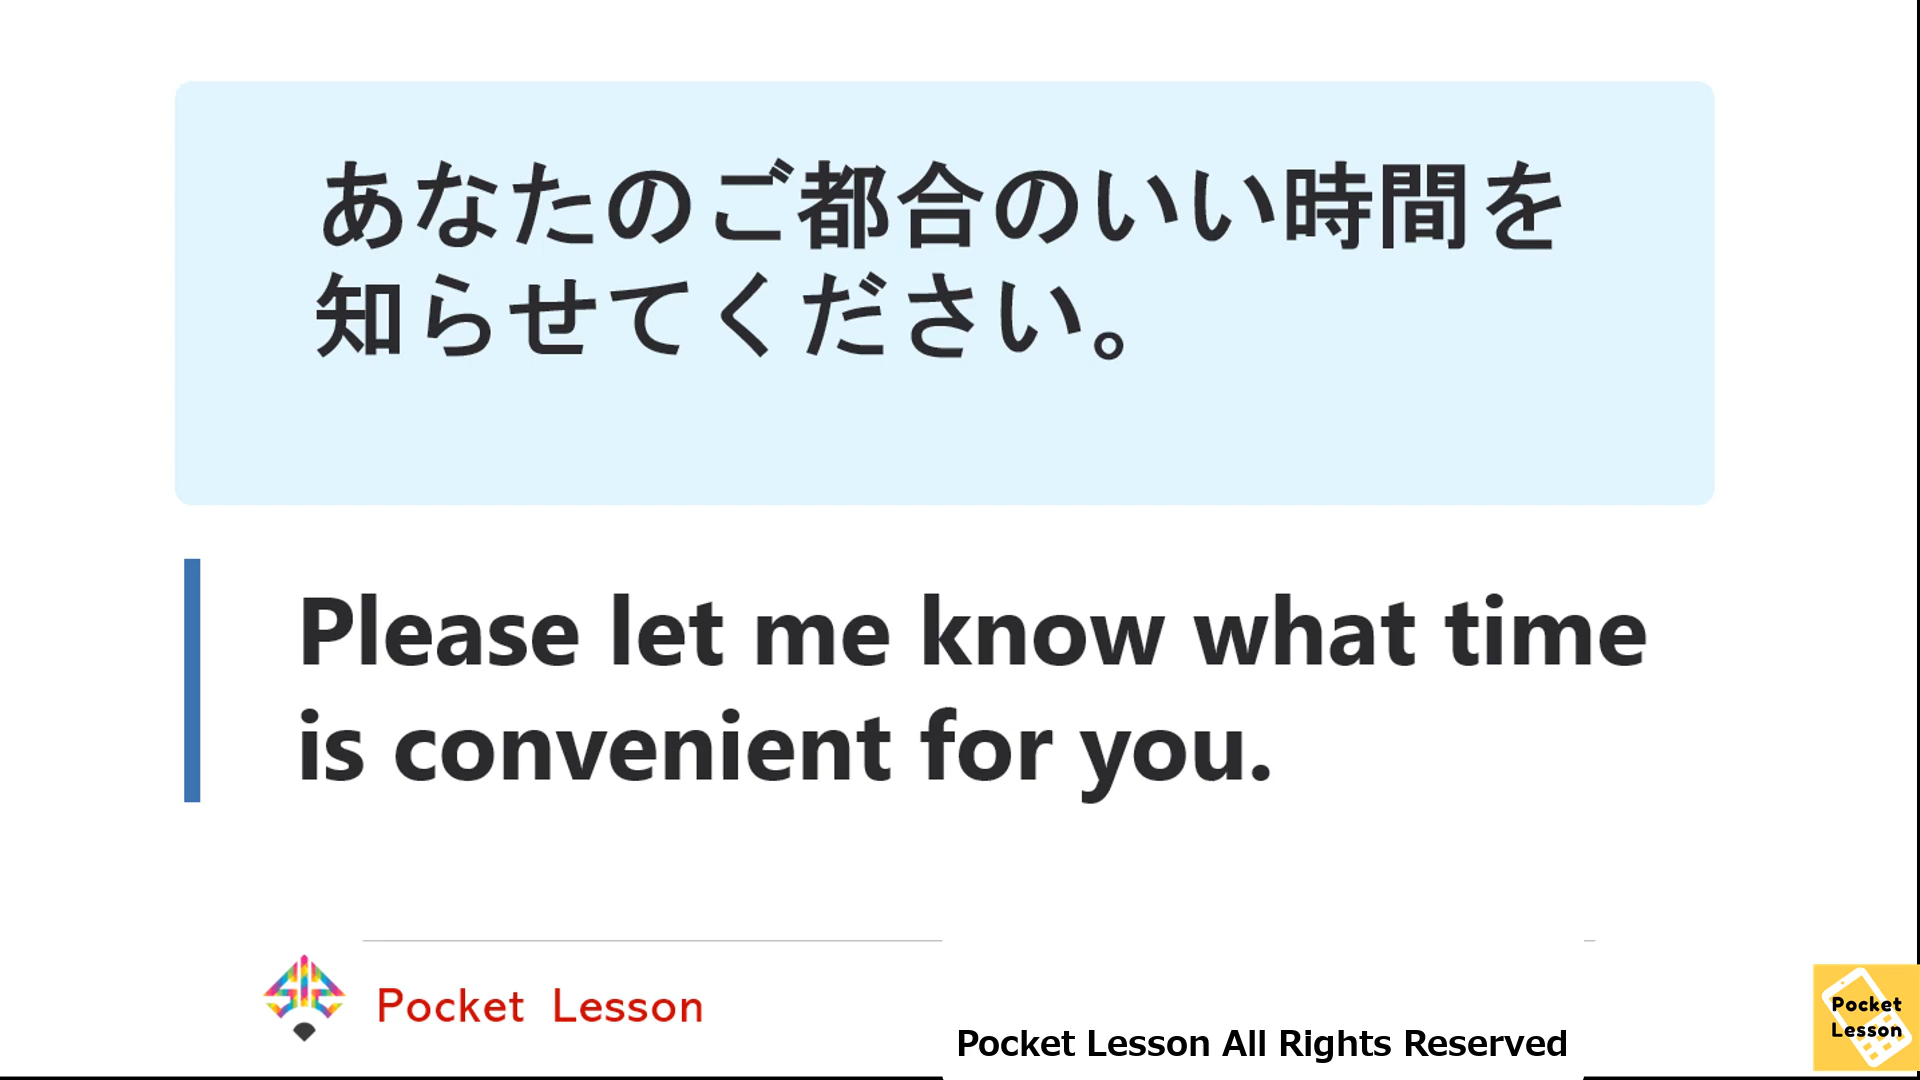 あなたのご都合のいい時間を
知らせてください。
Please let me know what time
is convenient for you.
Pocket Lesson
Pocket Lesson All Rights Reserved
Pocket
Lesson